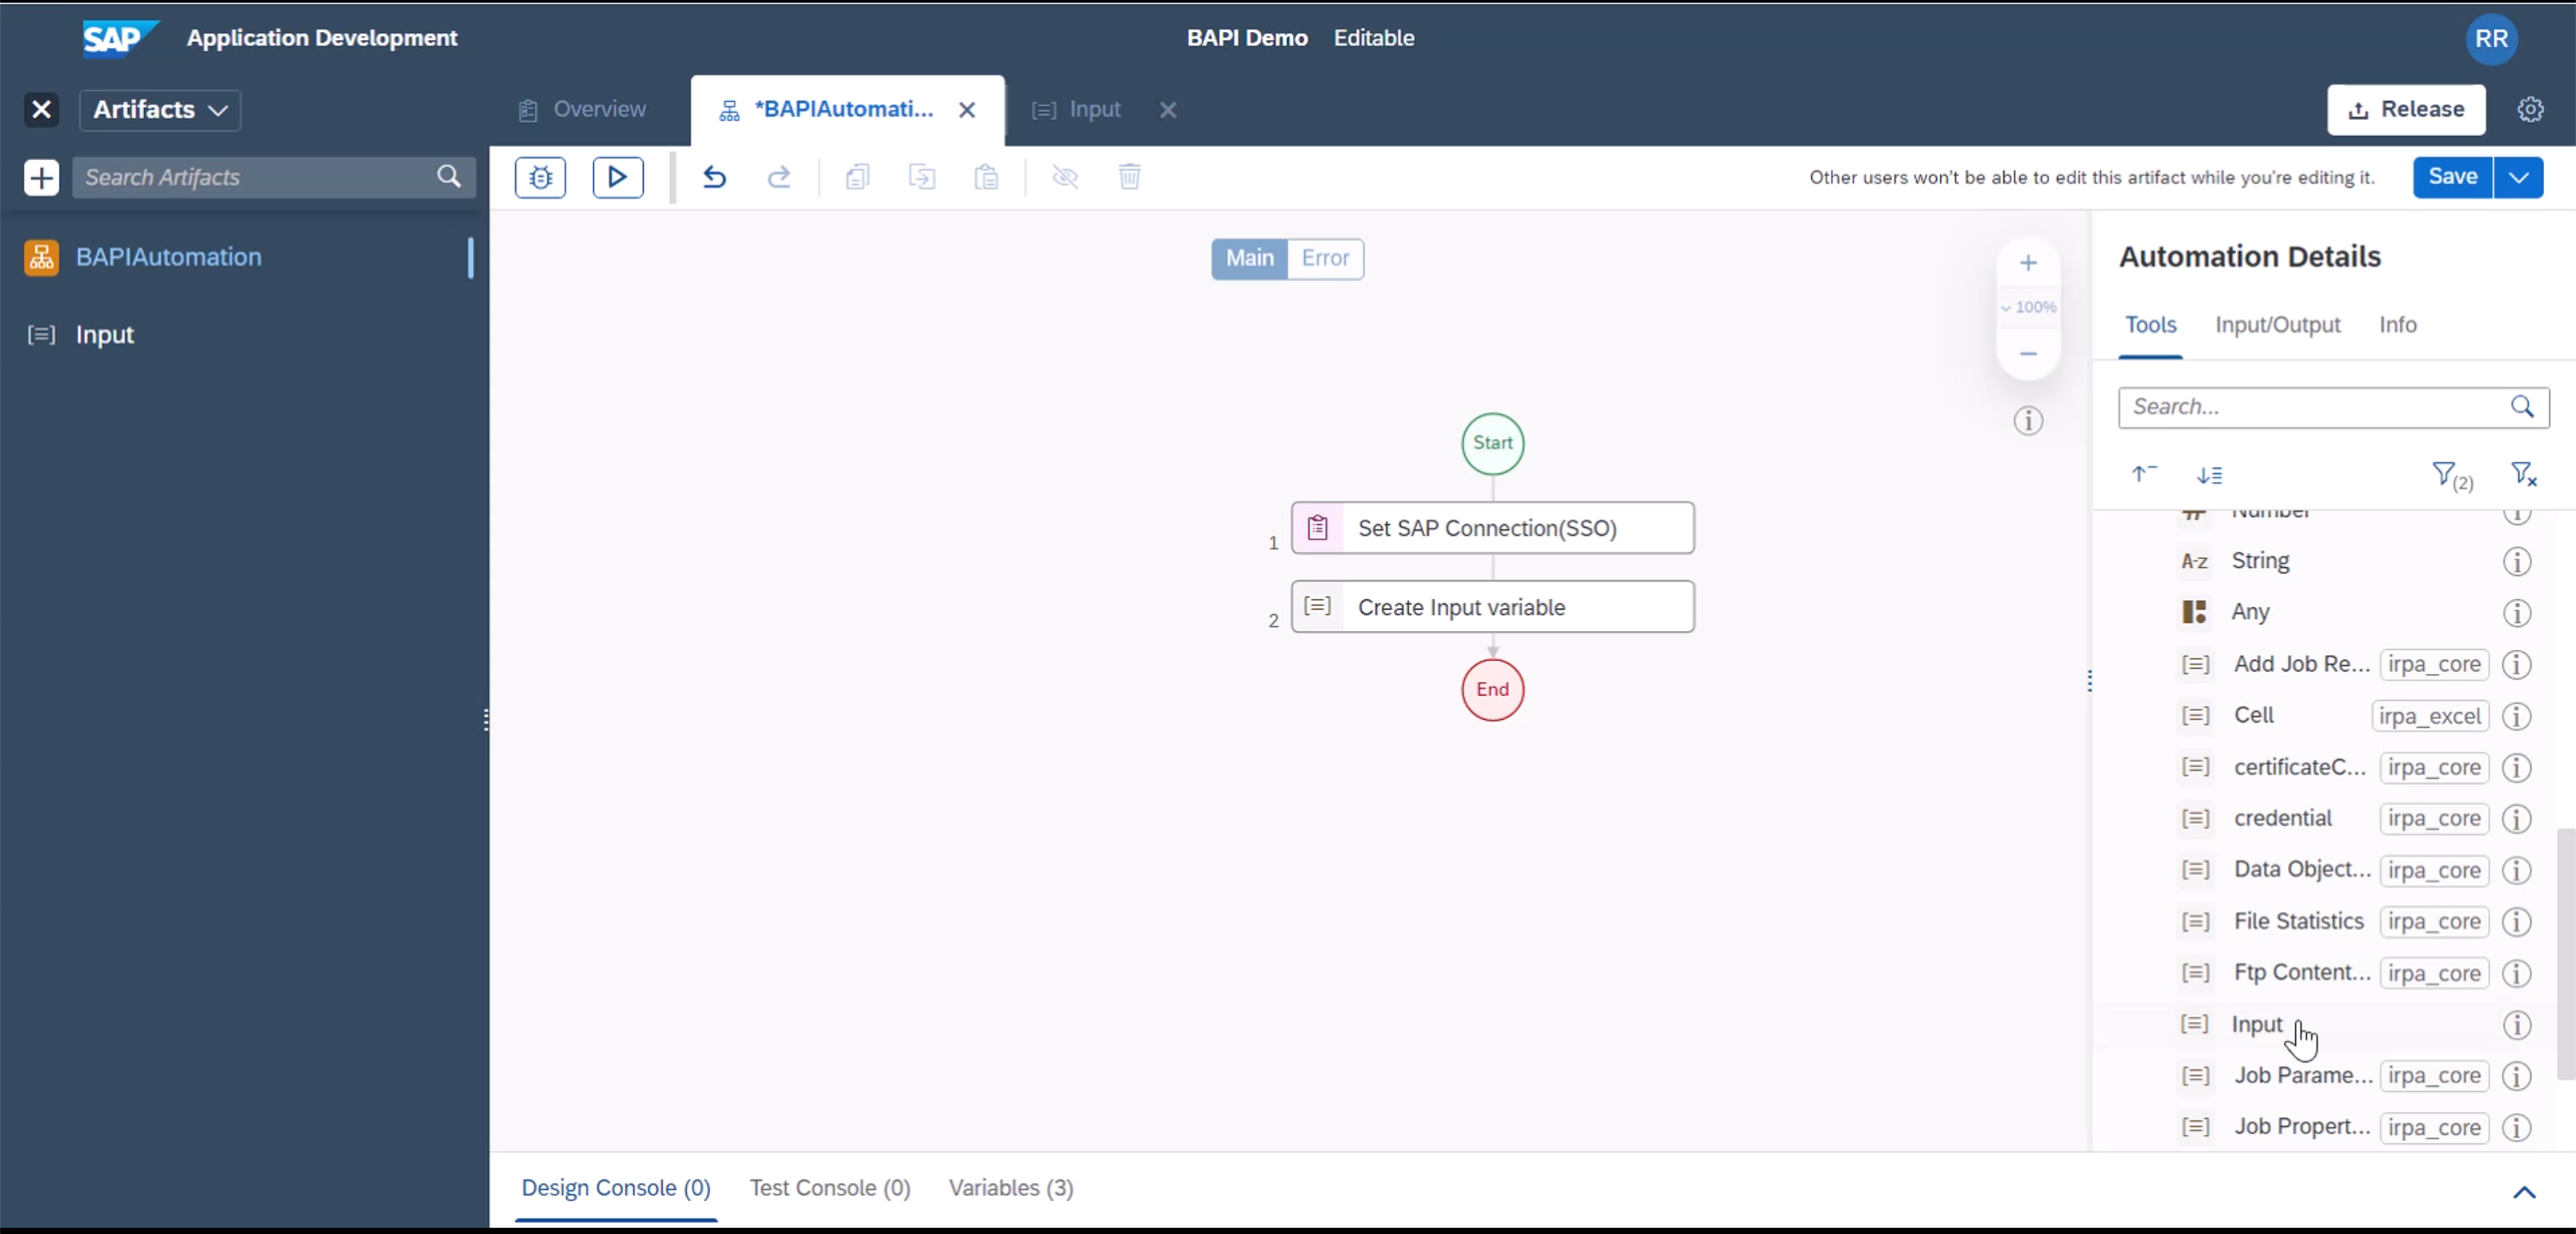 SAP Application Development
BAPI Demo Editable
RR
Artifacts
Overview
*BAPIAutomati...
Input
Release
Search Artifacts
Other users won't be able to edit this artifact while you're editing it.
Save
BAPIAutomation
Input
Main Error
100%
Start
1 Set SAP Connection(SSO)
2 Create Input variable
End
Automation Details
Tools Input/Output Info
Search...
(2)
Number
A-z String
Any
Add Job Re... irpa_core
Cell irpa_excel
certificateC... irpa_core
credential irpa_core
Data Object... irpa_core
File Statistics irpa_core
Ftp Content... irpa_core
Input
Job Parame... irpa_core
Job Propert... irpa_core
Design Console (0) Test Console (0) Variables (3)